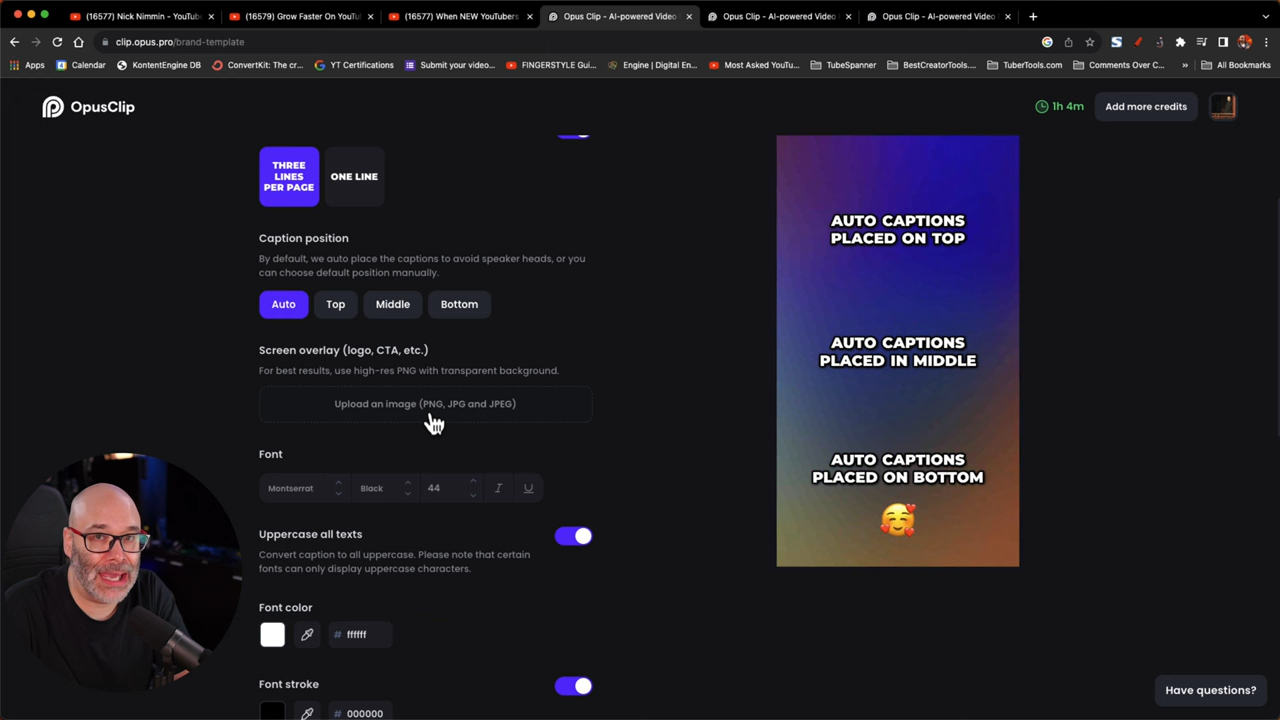 (16577) Nick Nimmin - YouTub
(16579) Grow Faster On YouTu
(16577) When NEW YouTubers
Opus Clip - AI-powered Video
Opus Clip - AI-powered Video
Opus Clip - AI-powered Video
clip.opus.pro/brand-template
Apps
Calendar
KontentEngine DB
ConvertKit: The cr...
YT Certifications
Submit your video...
FINGERSTYLE Gui...
Engine | Digital En...
Most Asked YouTu...
TubeSpanner
BestCreatorTools...
TuberTools.com
Comments Over C...
»
All Bookmarks
OpusClip
1h 4m
Add more credits
THREE
LINES
PER PAGE
ONE LINE
Caption position
By default, we auto place the captions to avoid speaker heads, or you
can choose default position manually.
Auto
Top
Middle
Bottom
Screen overlay (logo, CTA, etc.)
For best results, use high-res PNG with transparent background.
Upload an image (PNG, JPG and JPEG)
Font
Montserrat
Black
44
I
U
Uppercase all texts
Convert caption to all uppercase. Please note that certain
fonts can only display uppercase characters.
Font color
# ffffff
Font stroke
# 000000
AUTO CAPTIONS
PLACED ON TOP
AUTO CAPTIONS
PLACED IN MIDDLE
AUTO CAPTIONS
PLACED ON BOTTOM
Have questions?